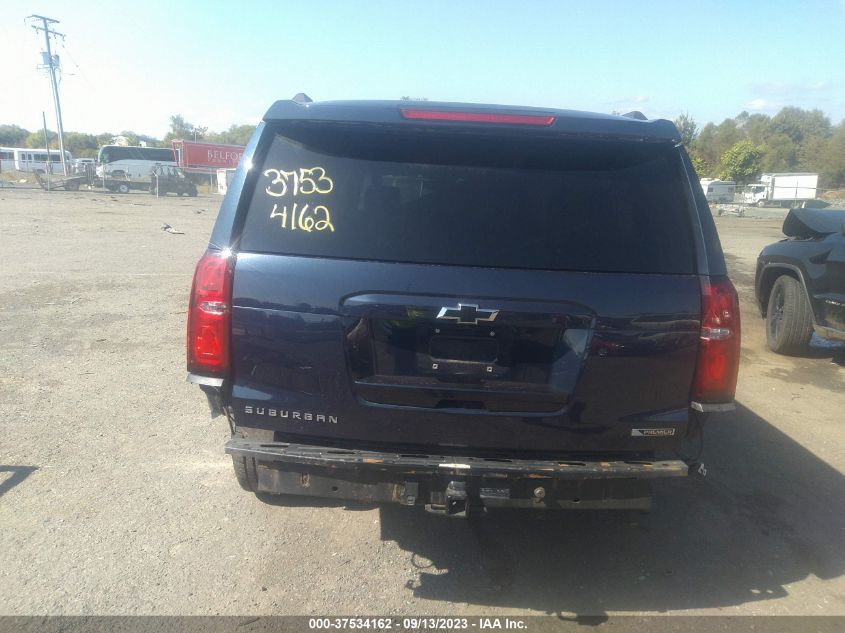 BELFOR
3753
4162
SUBURBAN
PREMIER
000-37534162 - 09/13/2023 - IAA, Inc.